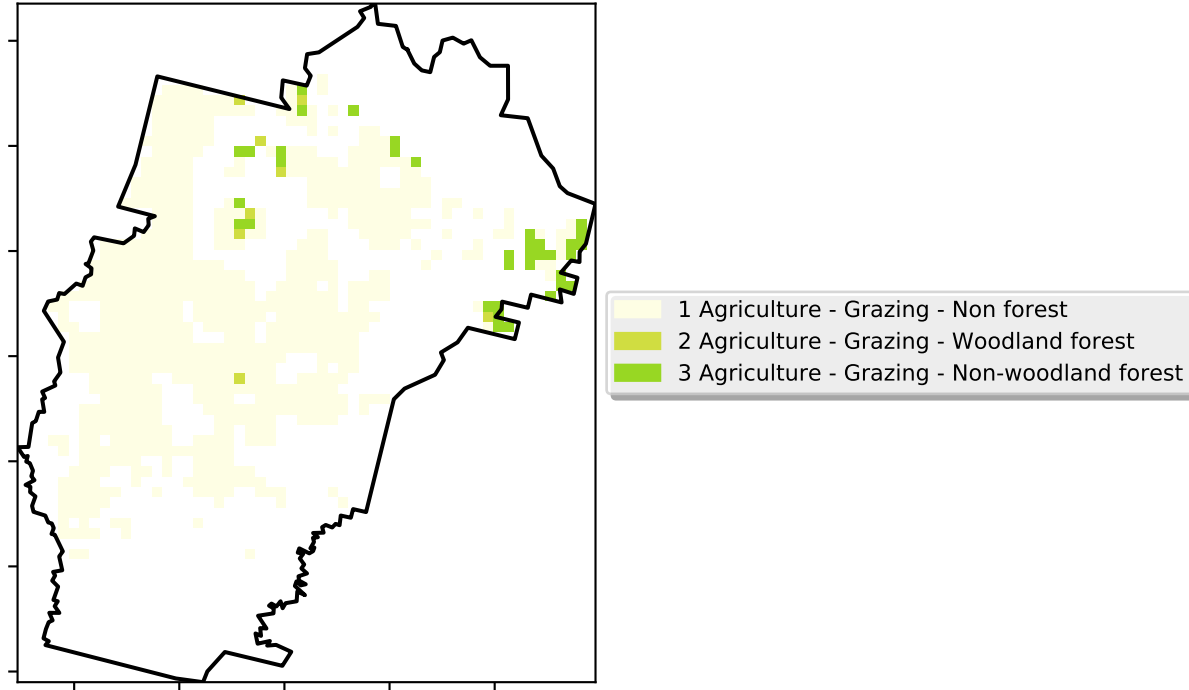 1 Agriculture - Grazing - Non forest
2 Agriculture - Grazing - Woodland forest
3 Agriculture - Grazing - Non-woodland forest